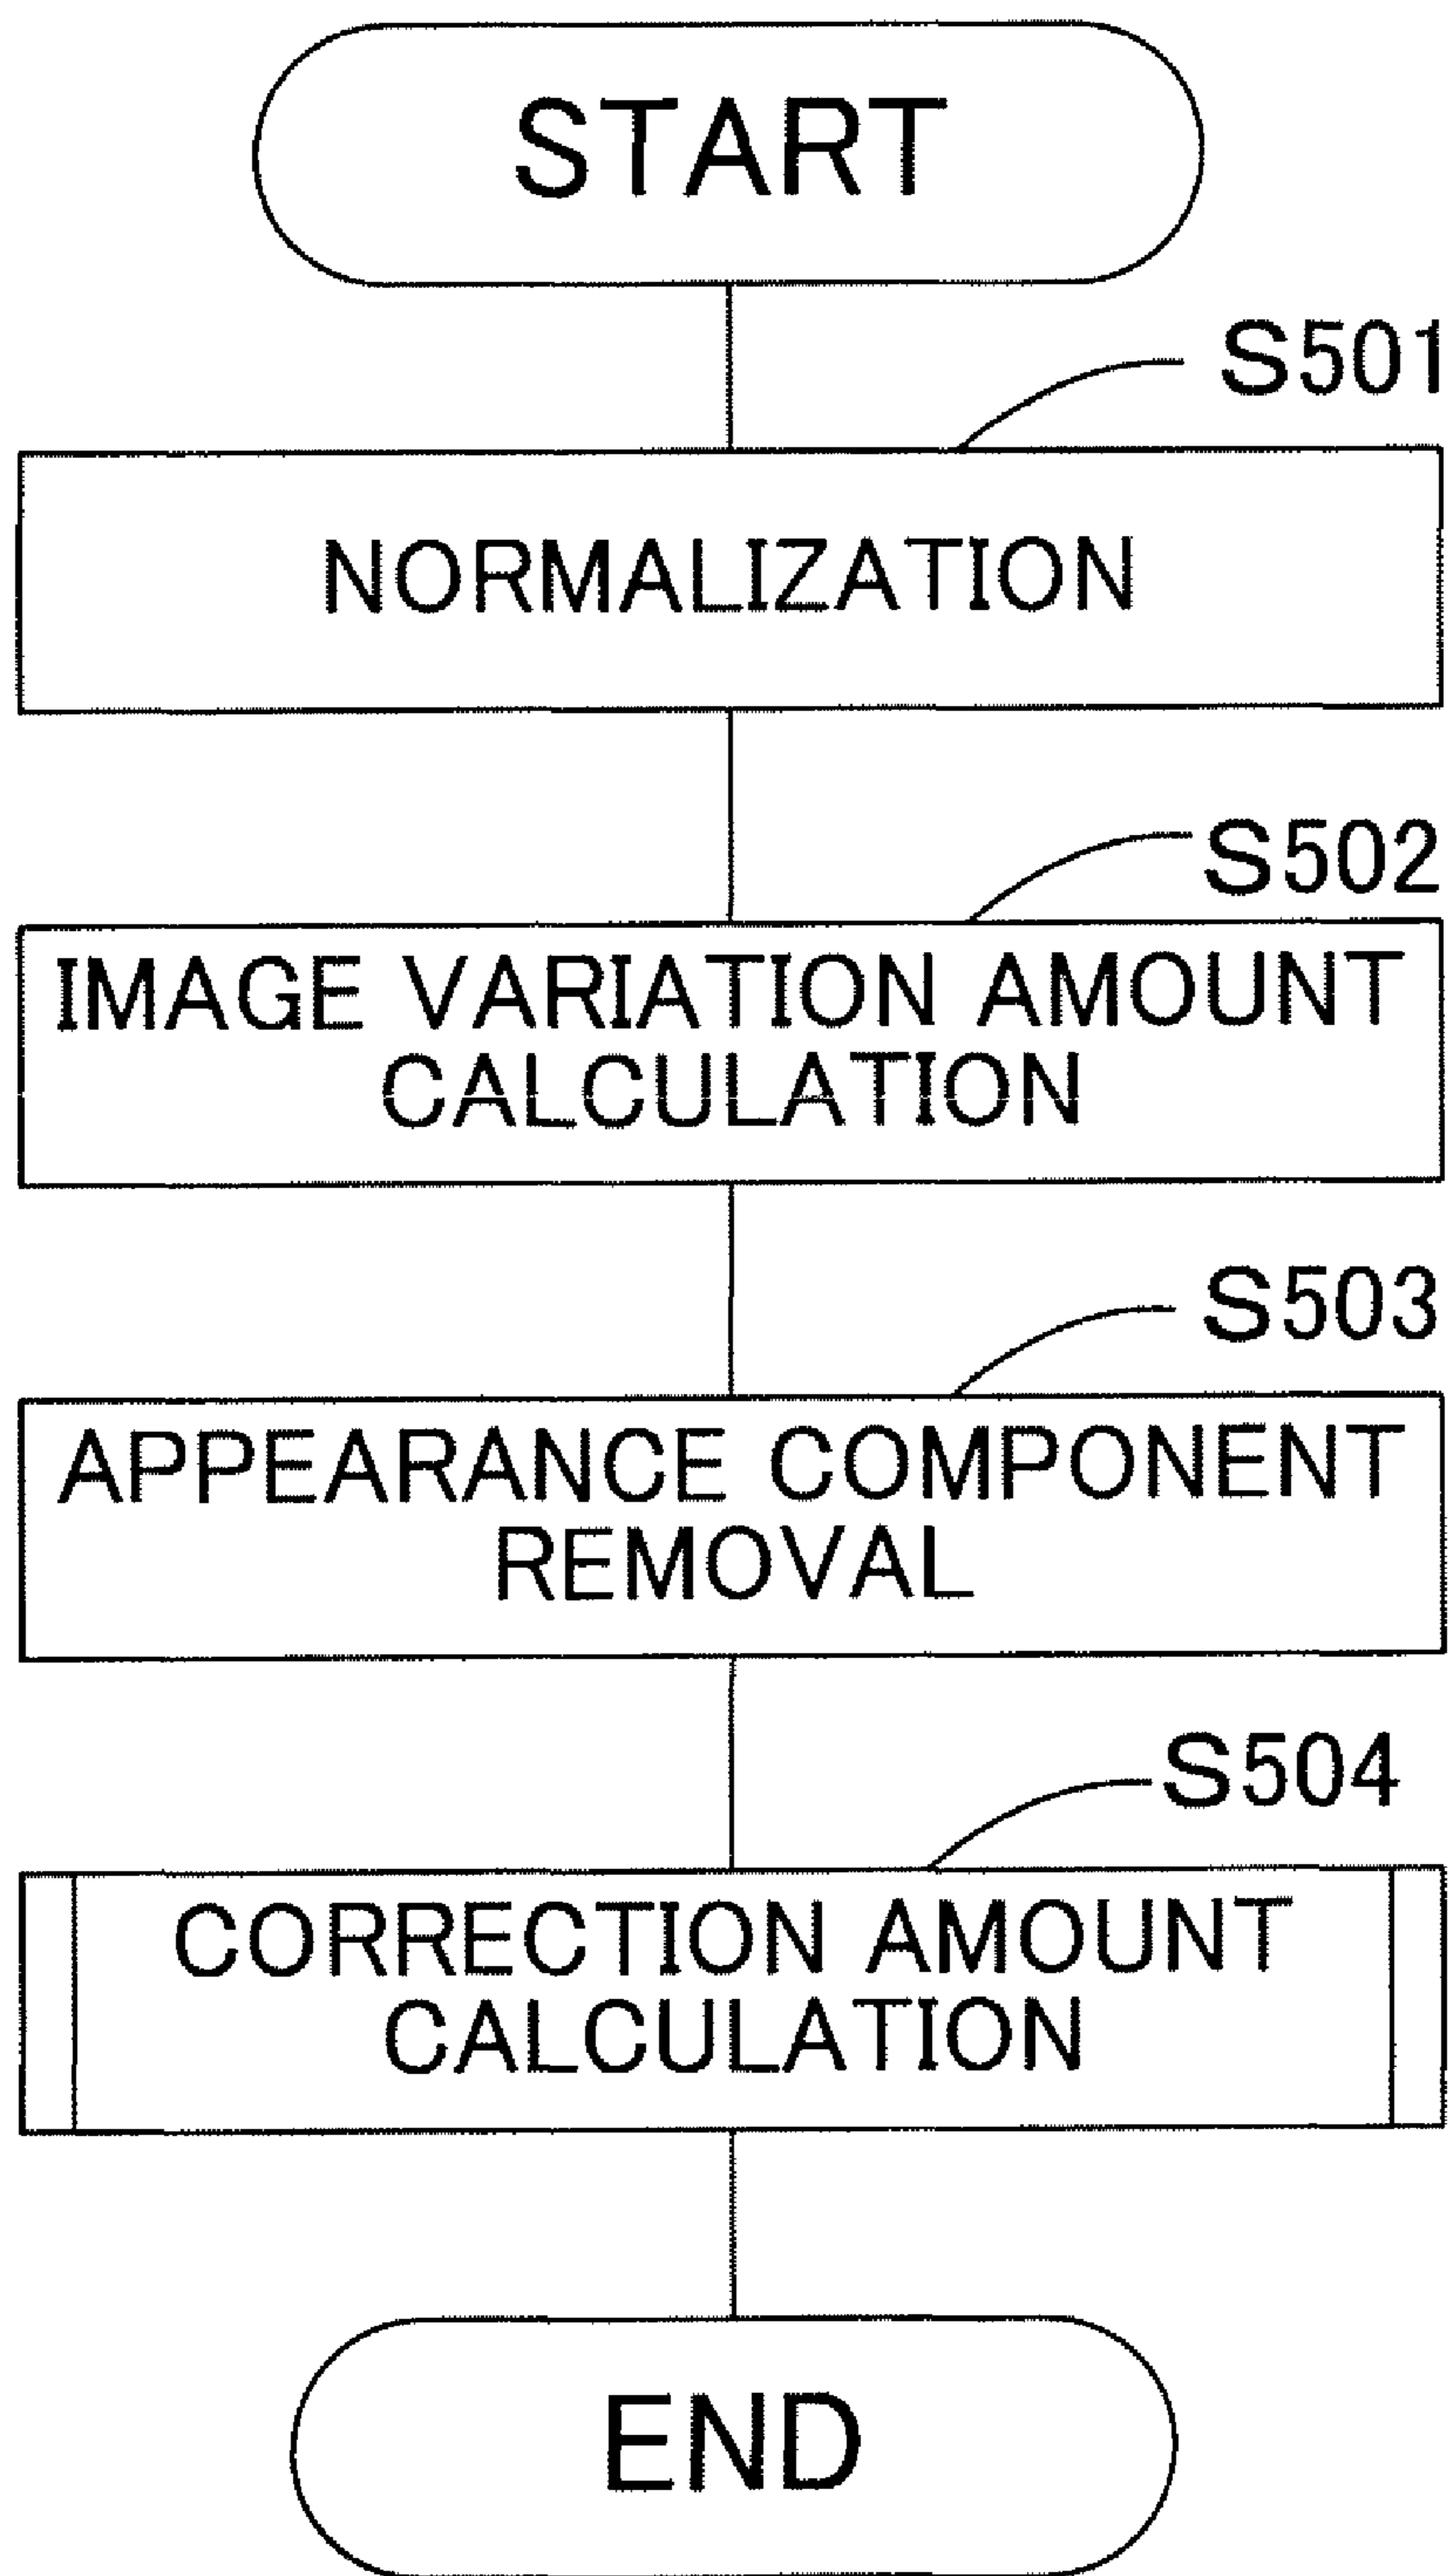 START
S501
NORMALIZATION
S502
IMAGE VARIATION AMOUNT
CALCULATION
S503
APPEARANCE COMPONENT
REMOVAL
S504
CORRECTION AMOUNT
CALCULATION
END